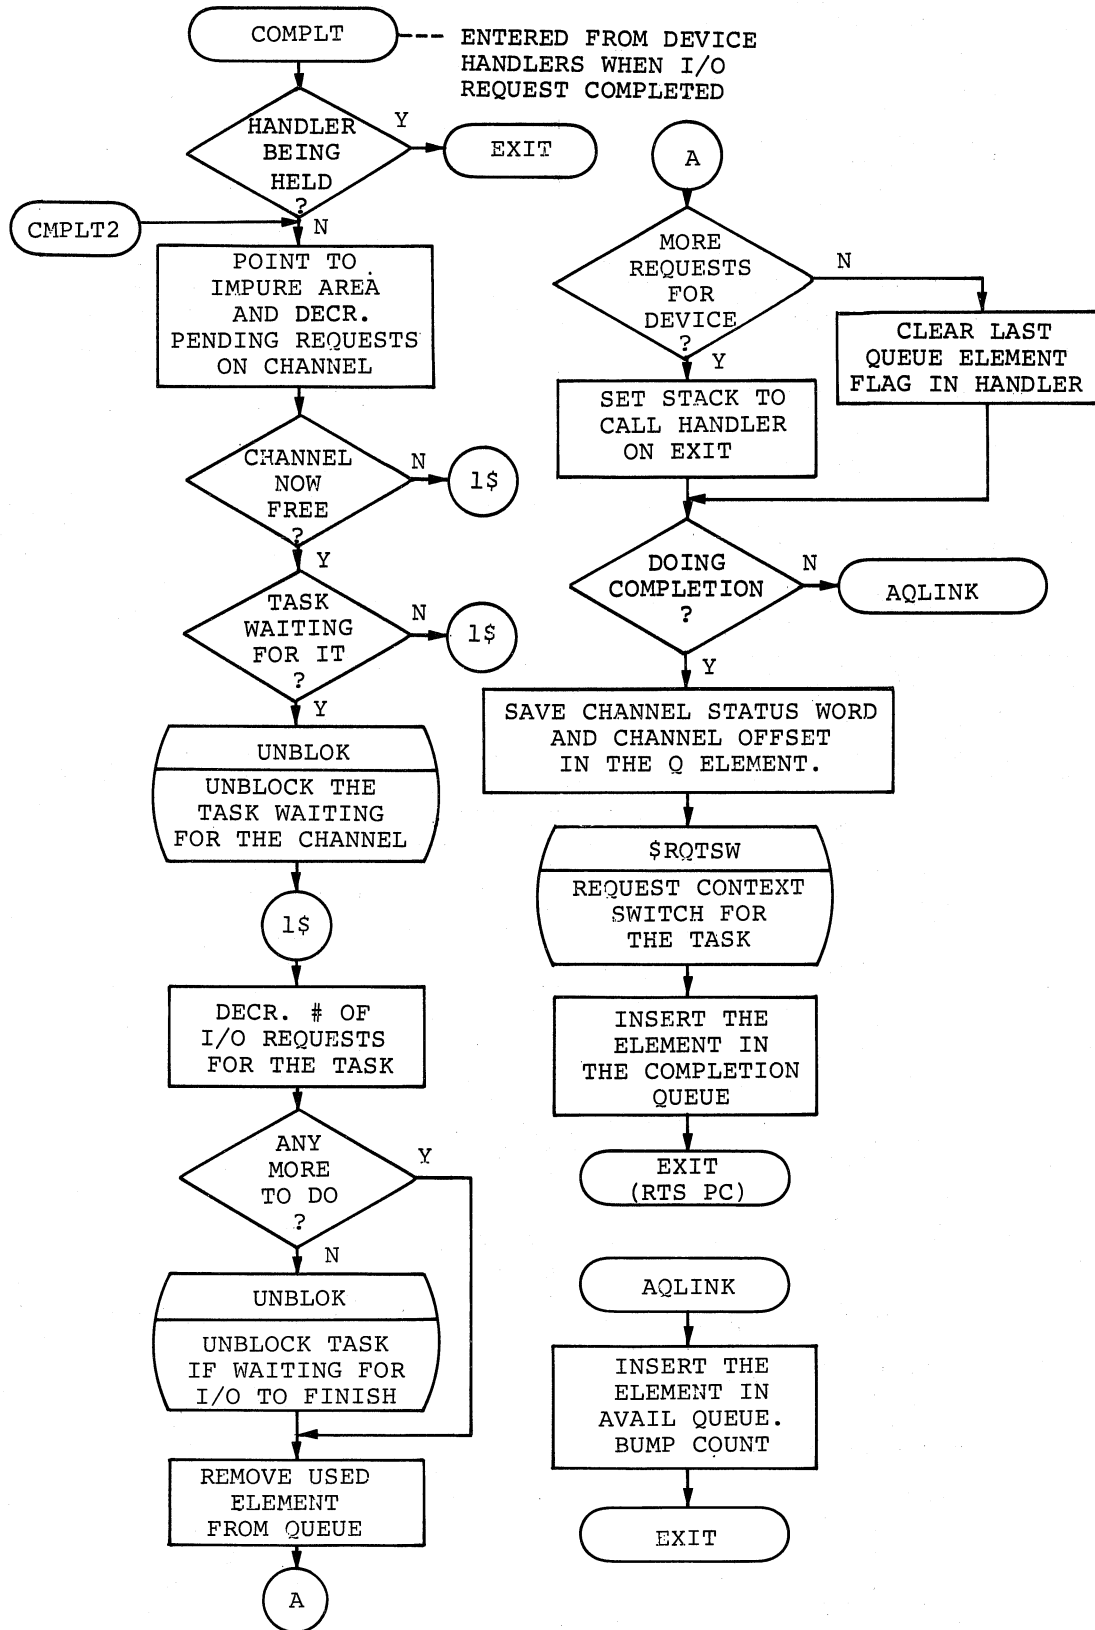 COMPLT
ENTERED FROM DEVICE
HANDLERS WHEN I/O
REQUEST COMPLETED
HANDLER
BEING
HELD
?
Y
EXIT
N
CMPLT2
POINT TO
IMPURE AREA
AND DECR.
PENDING REQUESTS
ON CHANNEL
CHANNEL
NOW
FREE
?
N
1$
Y
TASK
WAITING
FOR IT
?
N
1$
Y
UNBLOK
UNBLOCK THE
TASK WAITING
FOR THE CHANNEL
1$
DECR. # OF
I/O REQUESTS
FOR THE TASK
ANY
MORE
TO DO
?
Y
N
UNBLOK
UNBLOCK TASK
IF WAITING FOR
I/O TO FINISH
REMOVE USED
ELEMENT
FROM QUEUE
A
A
MORE
REQUESTS
FOR
DEVICE
?
N
CLEAR LAST
QUEUE ELEMENT
FLAG IN HANDLER
Y
SET STACK TO
CALL HANDLER
ON EXIT
DOING
COMPLETION
?
N
AQLINK
Y
SAVE CHANNEL STATUS WORD
AND CHANNEL OFFSET
IN THE Q ELEMENT.
$RQTSW
REQUEST CONTEXT
SWITCH FOR
THE TASK
INSERT THE
ELEMENT IN
THE COMPLETION
QUEUE
EXIT
(RTS PC)
AQLINK
INSERT THE
ELEMENT IN
AVAIL QUEUE.
BUMP COUNT
EXIT